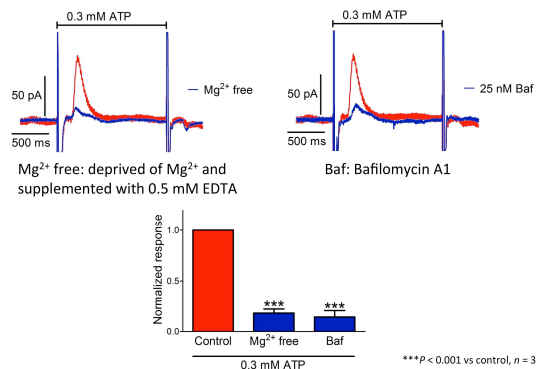 0.3 mM ATP
50 pA
500 ms
Mg²⁺ free
Mg²⁺ free: deprived of Mg²⁺ and
supplemented with 0.5 mM EDTA
0.3 mM ATP
50 pA
500 ms
25 nM Baf
Baf: Bafilomycin A1
Normalized response
1.0
0.5
0.0
***
***
Control Mg²⁺ free Baf
0.3 mM ATP
***P < 0.001 vs control, n = 3